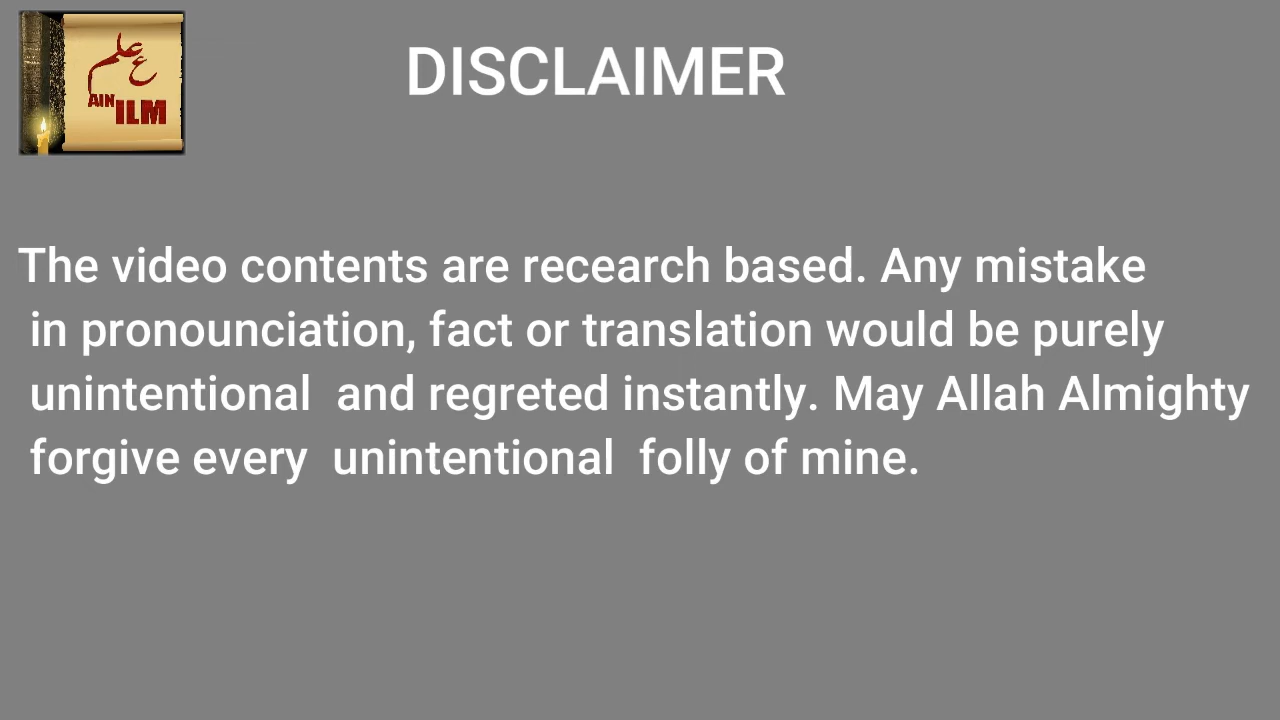 علم
ع
AIN
ILM
DISCLAIMER
The video contents are recearch based. Any mistake
in pronounciation, fact or translation would be purely
unintentional and regreted instantly. May Allah Almighty
forgive every unintentional folly of mine.